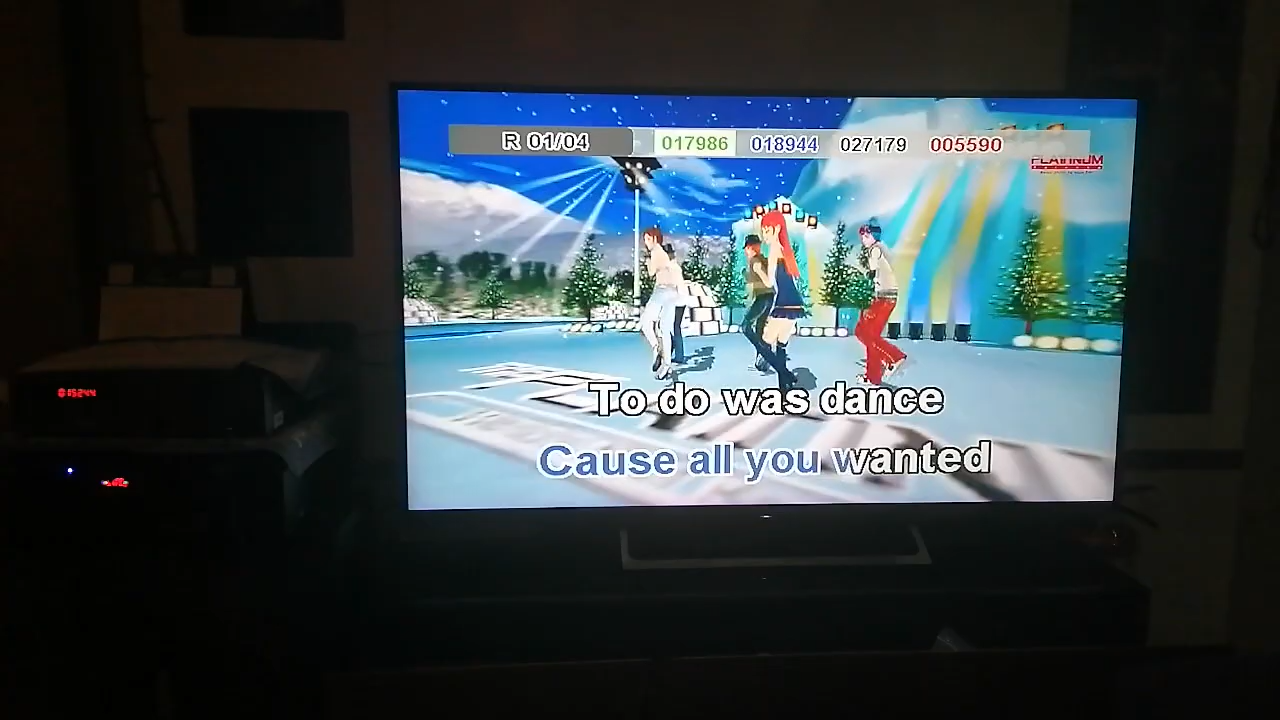 R 01/04 017986 018944 027179 005590
PLATINUM
To do was dance
Cause all you wanted